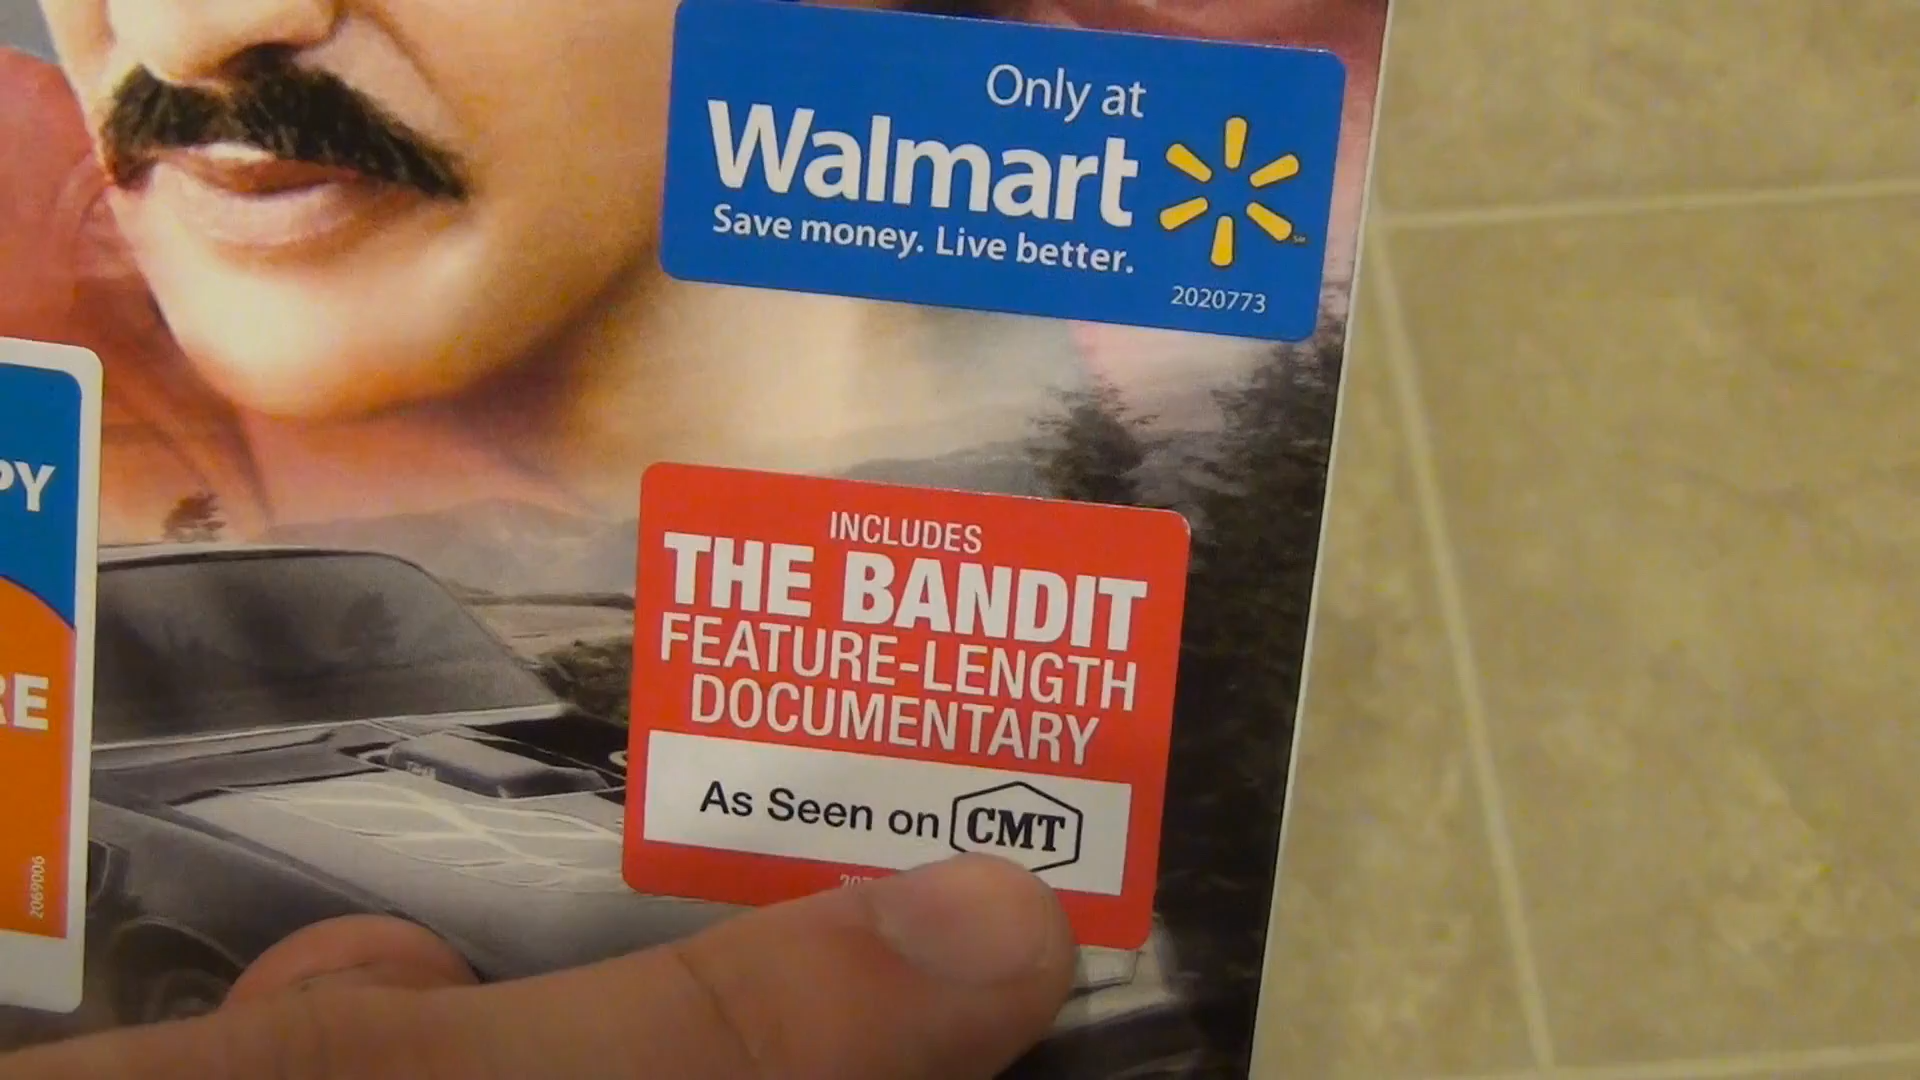 Only at
Walmart
Save money. Live better.
2020773
PY
RE
2069006
INCLUDES
THE BANDIT
FEATURE-LENGTH
DOCUMENTARY
As Seen on CMT